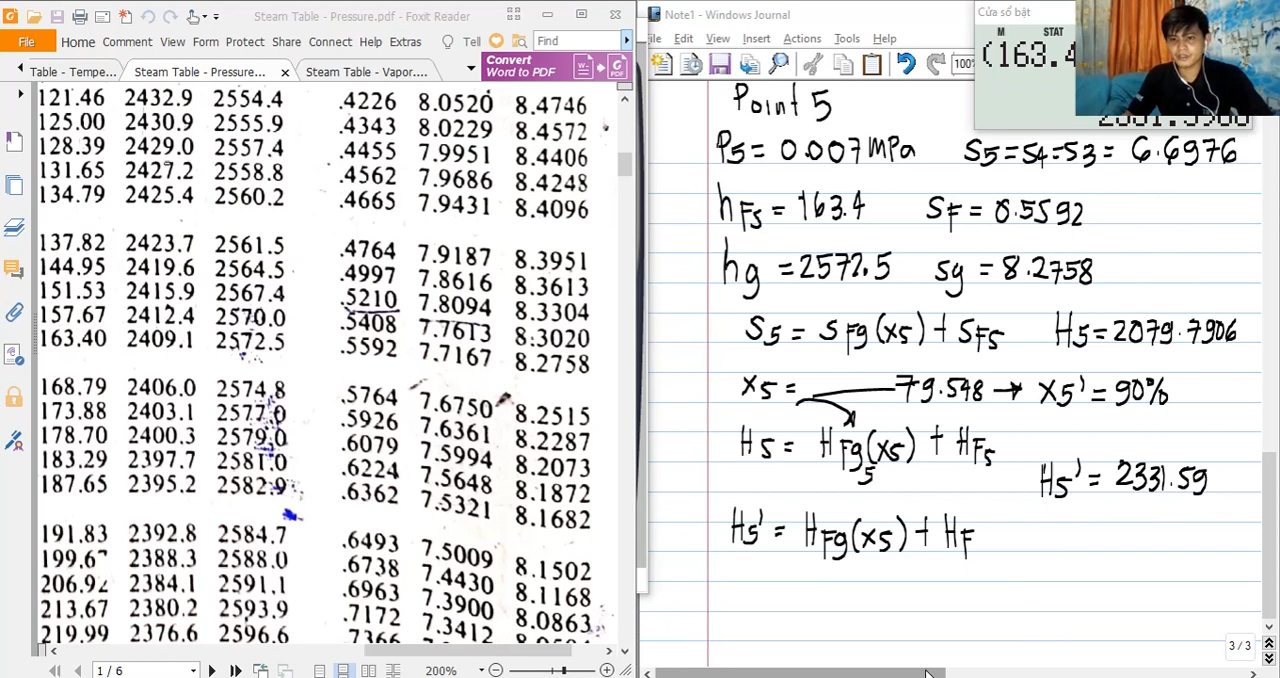 Steam Table - Pressure.pdf - Foxit Reader
File Home Comment View Form Protect Share Connect Help Extras Tell Find
Table - Tempe... Steam Table - Pressure... Steam Table - Vapor....
Convert
Word to PDF
121.46 2432.9 2554.4 .4226 8.0520 8.4746
125.00 2430.9 2555.9 .4343 8.0229 8.4572
128.39 2429.0 2557.4 .4455 7.9951 8.4406
131.65 2427.2 2558.8 .4562 7.9686 8.4248
134.79 2425.4 2560.2 .4665 7.9431 8.4096
137.82 2423.7 2561.5 .4764 7.9187 8.3951
144.95 2419.6 2564.5 .4997 7.8616 8.3613
151.53 2415.9 2567.4 .5210 7.8094 8.3304
157.67 2412.4 2570.0 .5408 7.7613 8.3020
163.40 2409.1 2572.5 .5592 7.7167 8.2758
168.79 2406.0 2574.8 .5764 7.6750 8.2515
173.88 2403.1 2577.0 .5926 7.6361 8.2287
178.70 2400.3 2579.0 .6079 7.5994 8.2073
183.29 2397.7 2581.0 .6224 7.5648 8.1872
187.65 2395.2 2582.9 .6362 7.5321 8.1682
191.83 2392.8 2584.7 .6493 7.5009 8.1502
199.67 2388.3 2588.0 .6738 7.4430 8.1168
206.92 2384.1 2591.1 .6963 7.3900 8.0863
213.67 2380.2 2593.9 .7172 7.3412
219.99 2376.6 2596.6 .7366
1 / 6 200%
Note1 - Windows Journal
File Edit View Insert Actions Tools Help
100%
Cửa sổ bật
M STAT
(163.4
Point 5
P5 = 0.007MPa S5=S4=S3= 6.6976
hF5 = 163.4 SF = 0.5592
hg = 2572.5 sg = 8.2758
S5 = SFg(x5) + SF5 H5 = 2079.7906
x5 = 79.548 → x5' = 90%
H5 = HFg5(x5) + HF5
H5' = 2331.59
H5' = HFg(x5) + HF
3 / 3